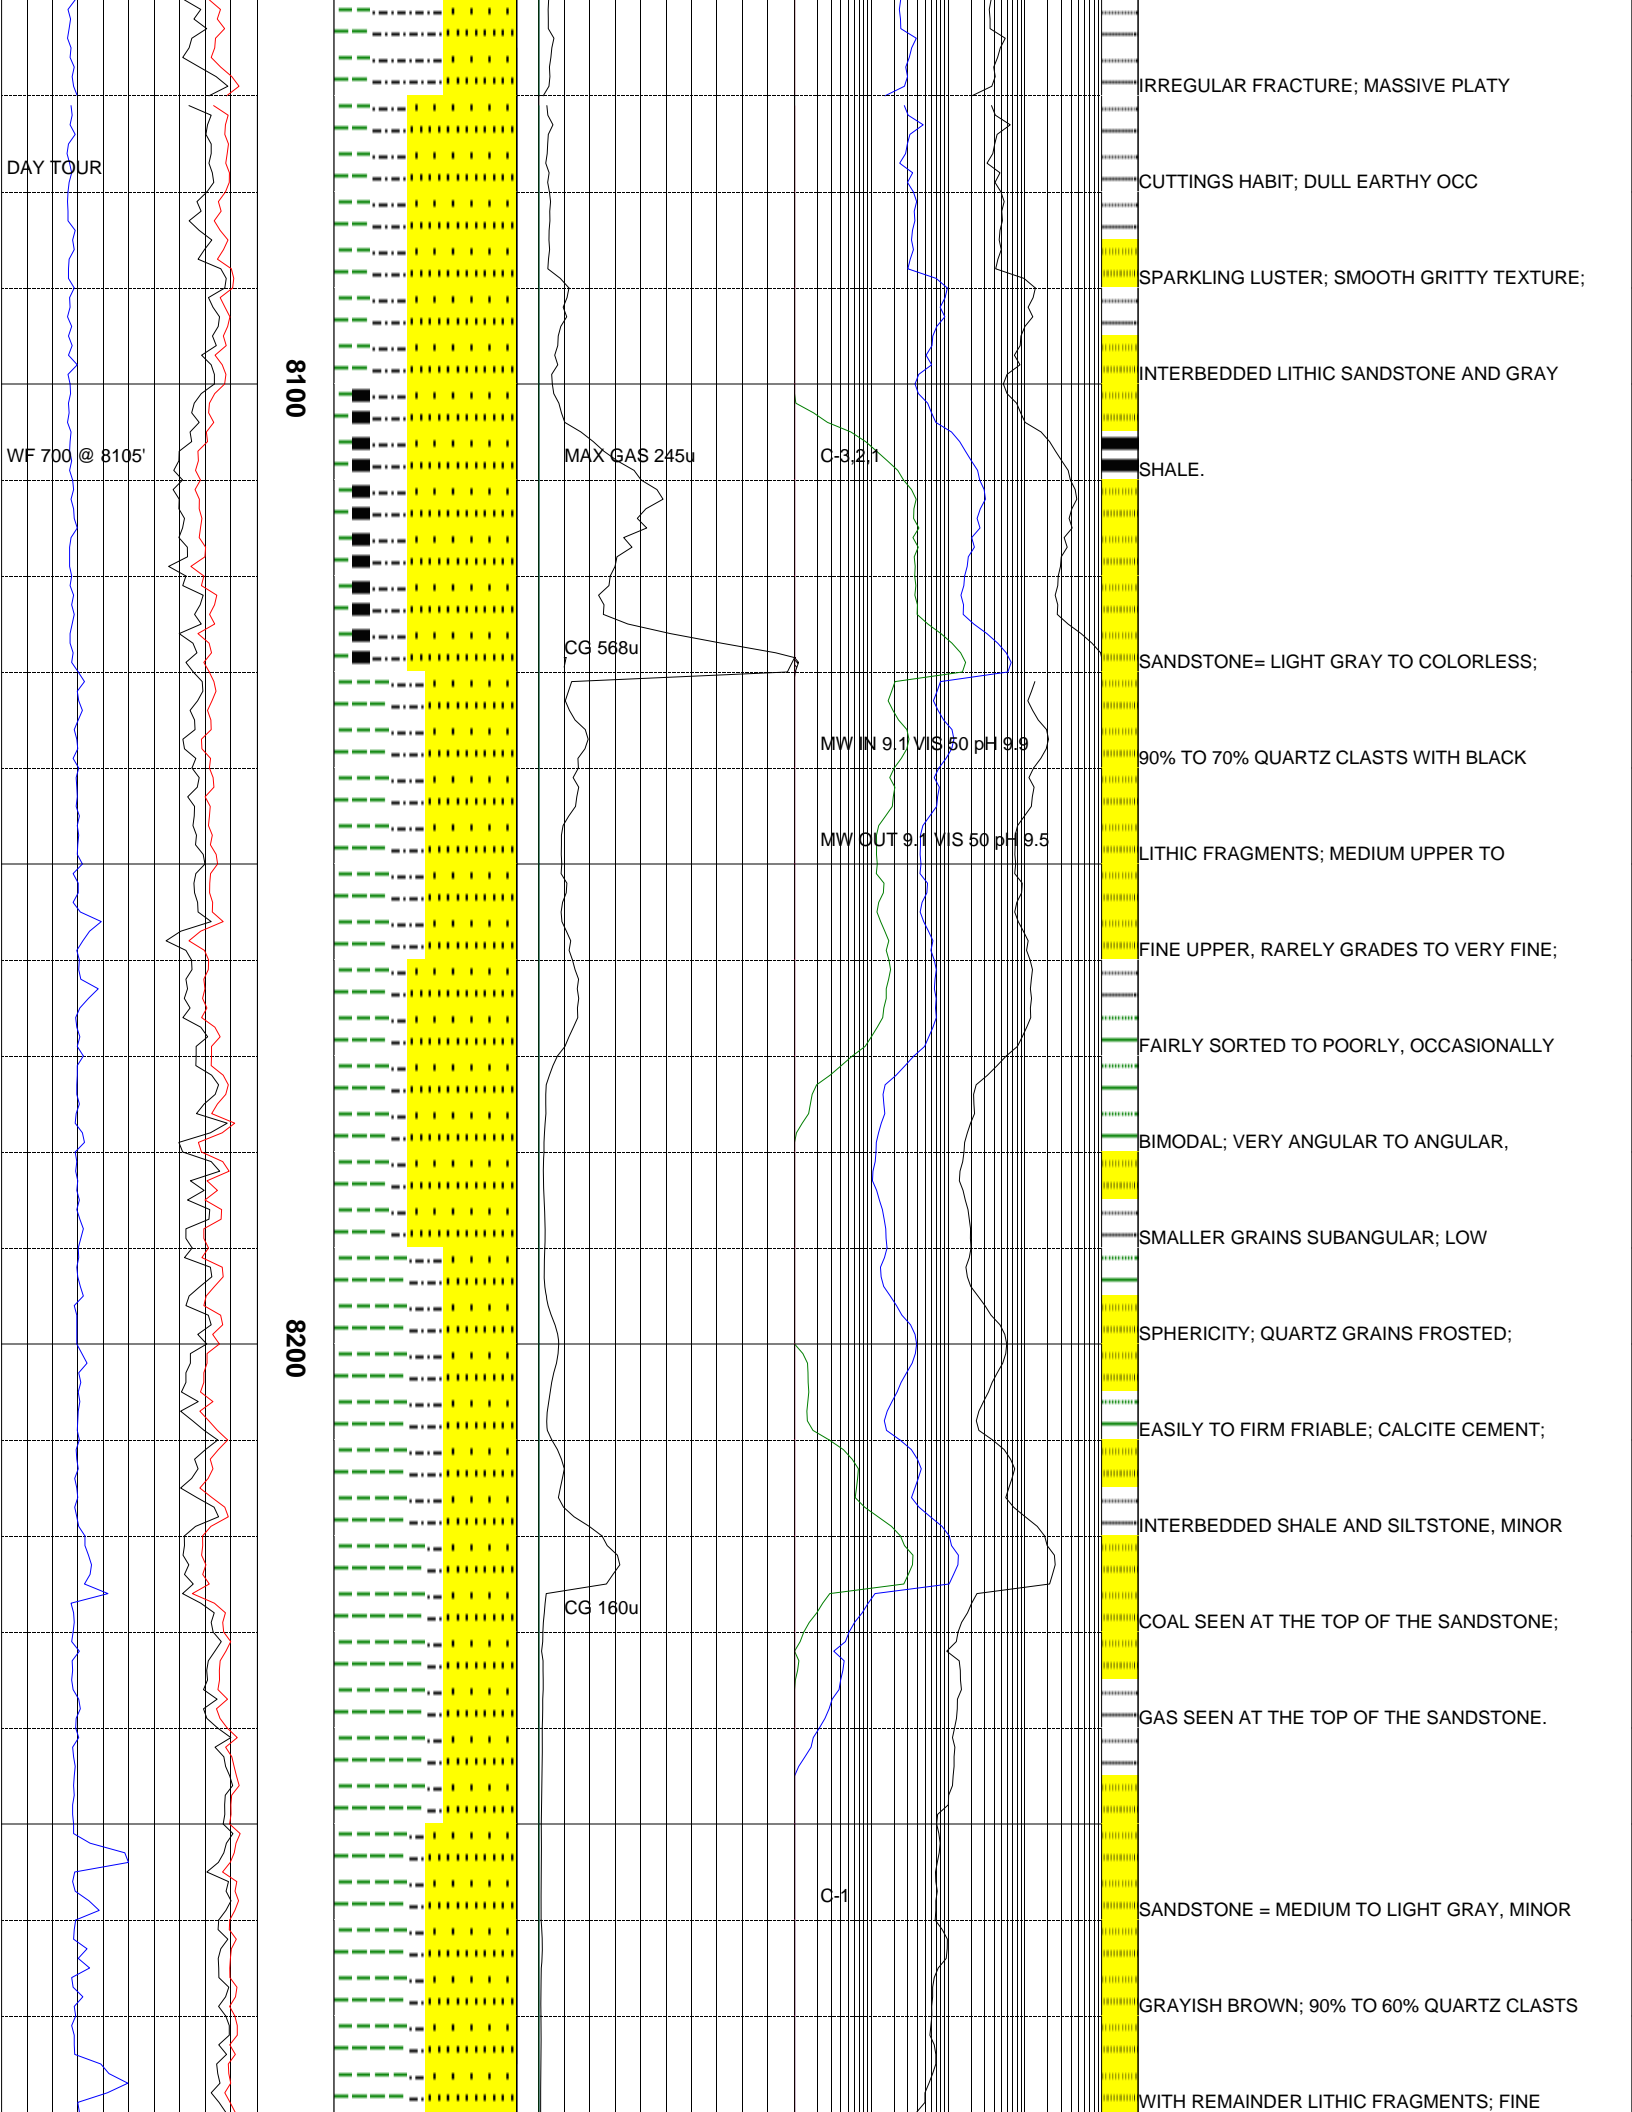 IRREGULAR FRACTURE; MASSIVE PLATY
DAY TOUR
CUTTINGS HABIT; DULL EARTHY OCC
SPARKLING LUSTER; SMOOTH GRITTY TEXTURE;
INTERBEDDED LITHIC SANDSTONE AND GRAY
8100
WF 700 @ 8105'
MAX GAS 245u
C-3,2,1
SHALE.
CG 568u
SANDSTONE= LIGHT GRAY TO COLORLESS;
MW IN 9.1 VIS 50 pH 9.9
90% TO 70% QUARTZ CLASTS WITH BLACK
MW OUT 9.1 VIS 50 pH 9.5
LITHIC FRAGMENTS; MEDIUM UPPER TO
FINE UPPER, RARELY GRADES TO VERY FINE;
FAIRLY SORTED TO POORLY, OCCASIONALLY
BIMODAL; VERY ANGULAR TO ANGULAR,
SMALLER GRAINS SUBANGULAR; LOW
SPHERICITY; QUARTZ GRAINS FROSTED;
8200
EASILY TO FIRM FRIABLE; CALCITE CEMENT;
INTERBEDDED SHALE AND SILTSTONE, MINOR
CG 160u
COAL SEEN AT THE TOP OF THE SANDSTONE;
GAS SEEN AT THE TOP OF THE SANDSTONE.
C-1
SANDSTONE = MEDIUM TO LIGHT GRAY, MINOR
GRAYISH BROWN; 90% TO 60% QUARTZ CLASTS
WITH REMAINDER LITHIC FRAGMENTS; FINE